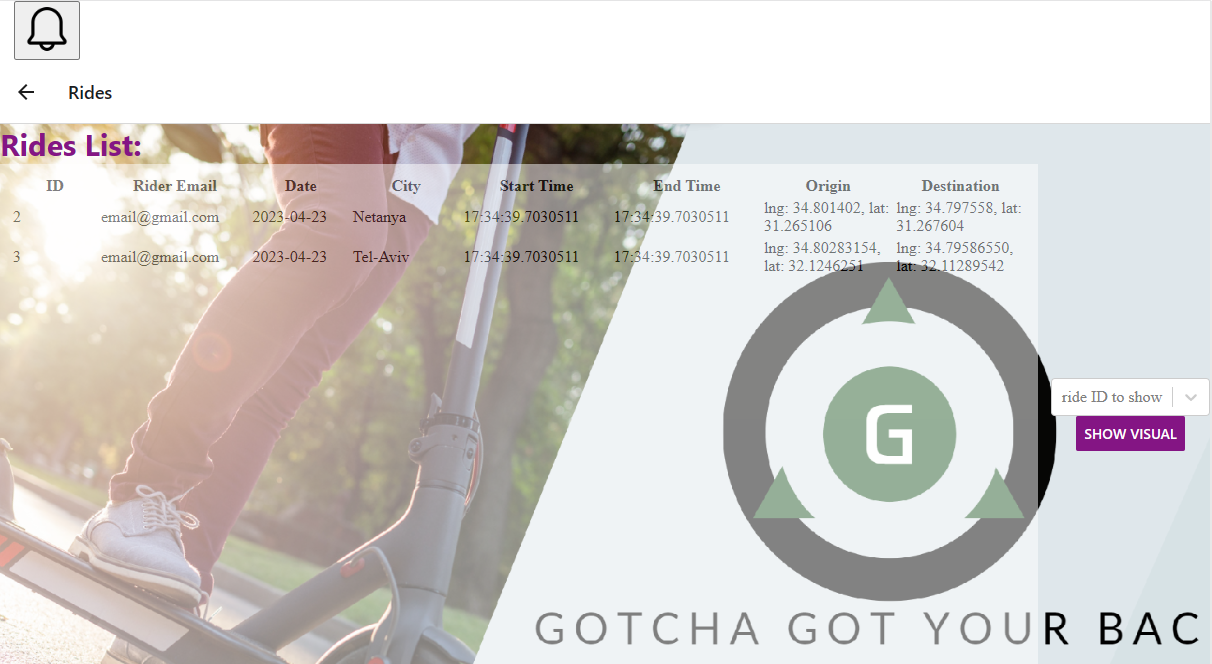 Rides
Rides List:
ID Rider Email Date City Start Time End Time Origin Destination
2 email@gmail.com 2023-04-23 Netanya 17:34:39.7030511 17:34:39.7030511 lng: 34.801402, lat: 31.265106 lng: 34.797558, lat: 31.267604
3 email@gmail.com 2023-04-23 Tel-Aviv 17:34:39.7030511 17:34:39.7030511 lng: 34.80283154, lat: 32.1246251 lng: 34.79586550, lat: 32.11289542
ride ID to show
SHOW VISUAL
G
GOTCHA GOT YOUR BAC